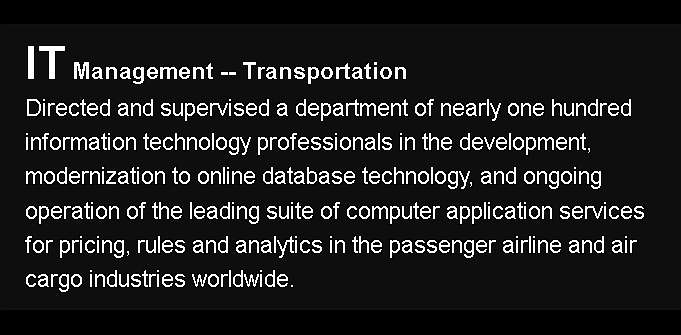 IT Management -- Transportation
Directed and supervised a department of nearly one hundred
information technology professionals in the development,
modernization to online database technology, and ongoing
operation of the leading suite of computer application services
for pricing, rules and analytics in the passenger airline and air
cargo industries worldwide.